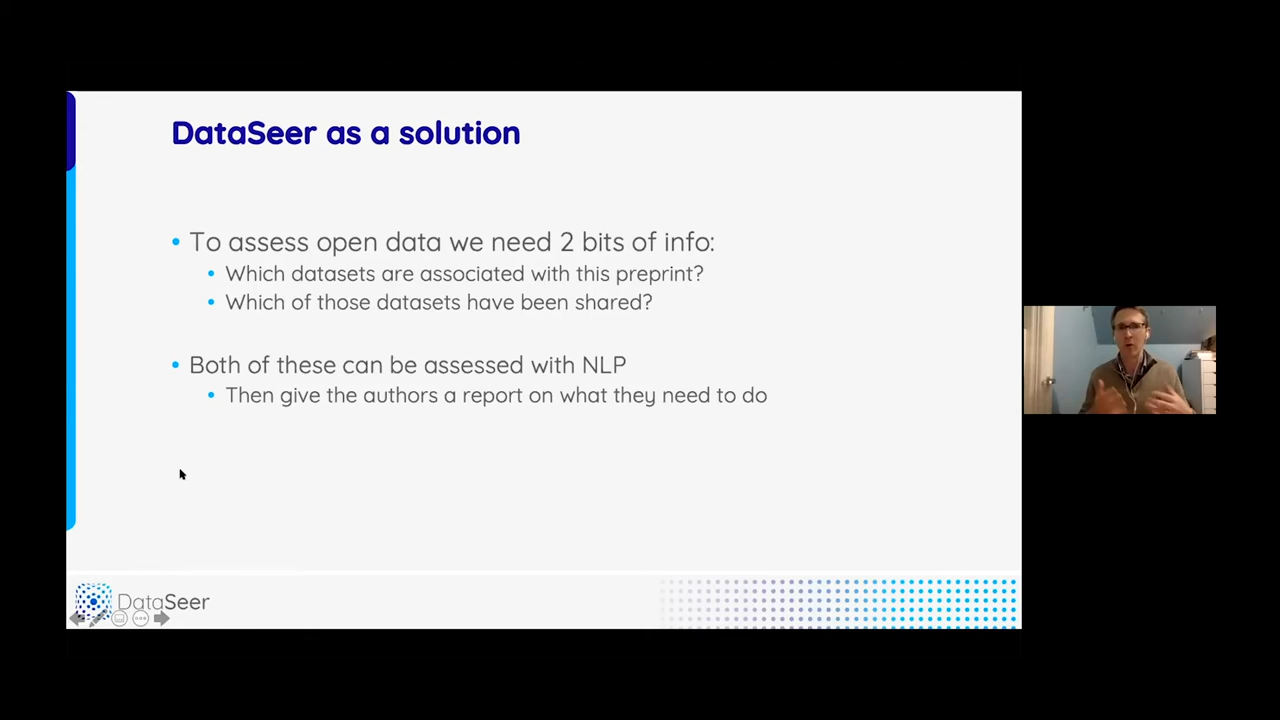 DataSeer as a solution
• To assess open data we need 2 bits of info:
• Which datasets are associated with this preprint?
• Which of those datasets have been shared?
• Both of these can be assessed with NLP
• Then give the authors a report on what they need to do
DataSeer